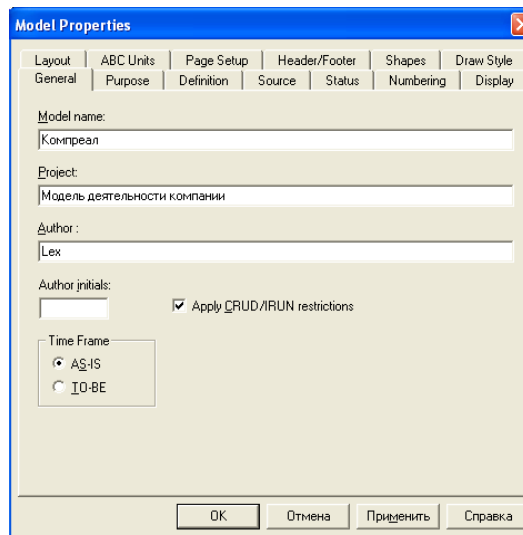 Model Properties
Layout ABC Units Page Setup Header/Footer Shapes Draw Style
General Purpose Definition Source Status Numbering Display
Model name:
Компреал
Project:
Модель деятельности компании
Author :
Lex
Author initials:
Apply CRUD/IRUN restrictions
Time Frame
AS-IS
TO-BE
OK Отмена Применить Справка